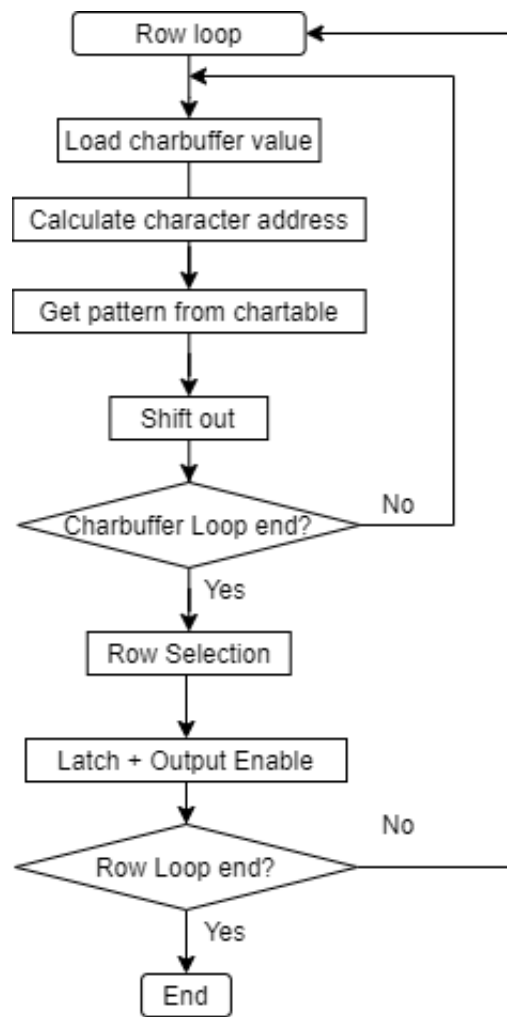 Row loop
Load charbuffer value
Calculate character address
Get pattern from chartable
Shift out
Charbuffer Loop end?
No
Yes
Row Selection
Latch + Output Enable
No
Row Loop end?
Yes
End